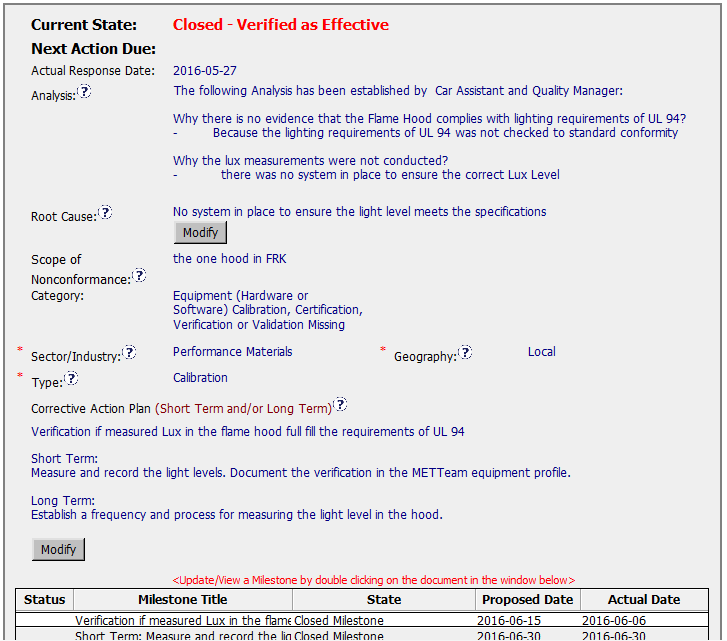 Current State: Closed - Verified as Effective
Next Action Due:
Actual Response Date: 2016-05-27
Analysis:? The following Analysis has been established by Car Assistant and Quality Manager:
Why there is no evidence that the Flame Hood complies with lighting requirements of UL 94?
- Because the lighting requirements of UL 94 was not checked to standard conformity
Why the lux measurements were not conducted?
- there was no system in place to ensure the correct Lux Level
Root Cause:? No system in place to ensure the light level meets the specifications
Modify
Scope of the one hood in FRK
Nonconformance:?
Category: Equipment (Hardware or
Software) Calibration, Certification,
Verification or Validation Missing
* Sector/Industry:? Performance Materials * Geography:? Local
* Type:? Calibration
Corrective Action Plan (Short Term and/or Long Term)?
Verification if measured Lux in the flame hood full fill the requirements of UL 94
Short Term:
Measure and record the light levels. Document the verification in the METTeam equipment profile.
Long Term:
Establish a frequency and process for measuring the light level in the hood.
Modify
<Update/View a Milestone by double clicking on the document in the window below>
Status Milestone Title State Proposed Date Actual Date
Verification if measured Lux in the flame Closed Milestone 2016-06-15 2016-06-06
Short Term: Measure and record the lig Closed Milestone 2016-06-30 2016-06-30